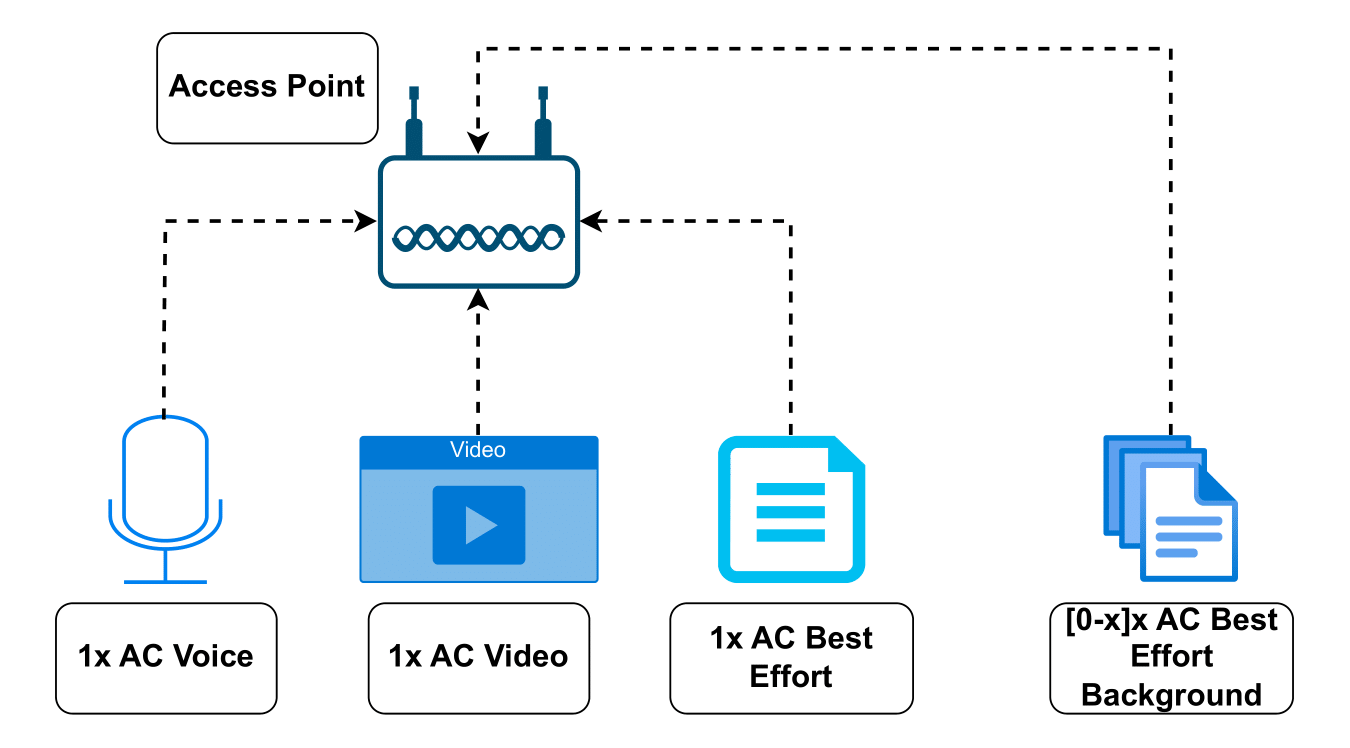 Access Point
Video
1x AC Voice
1x AC Video
1x AC Best
Effort
[0-x]x AC Best
Effort
Background